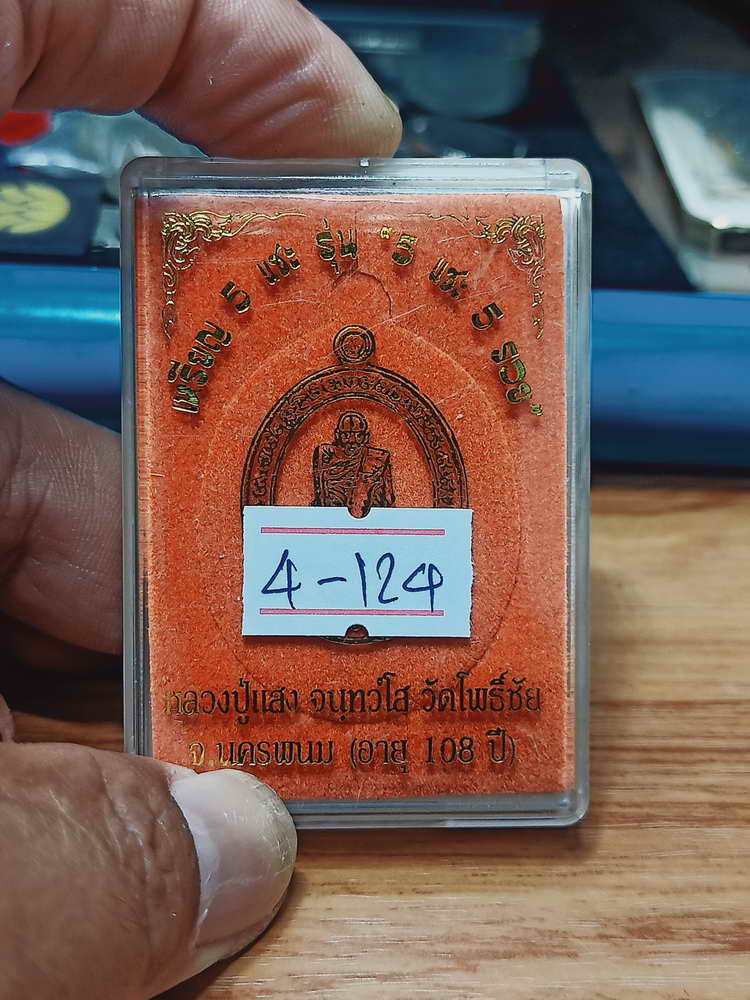 เหรียญ 5 แชะ รุ่น "5 แชะ 5 รวย"
4-124
หลวงปู่แสง จนฺทวํโส วัดโพธิ์ชัย
จ.นครพนม (อายุ 108 ปี)